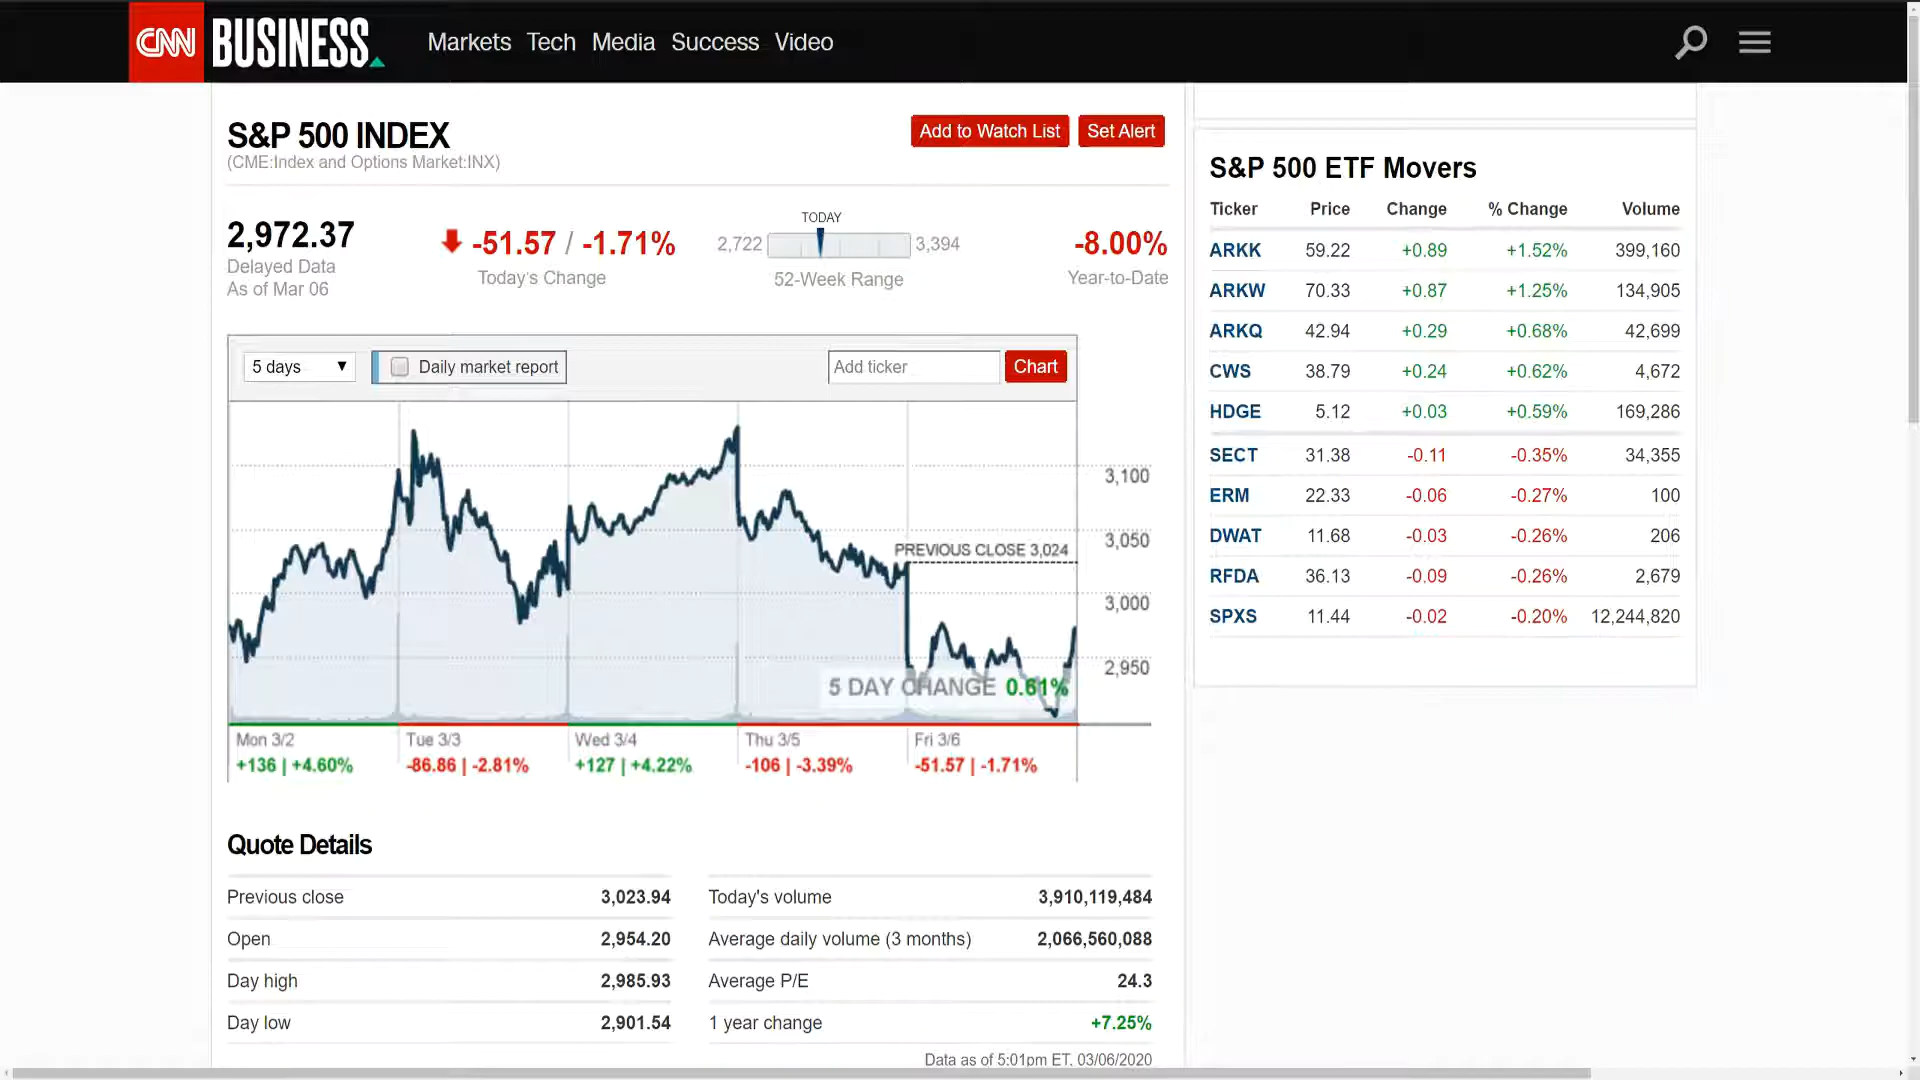 CNN BUSINESS Markets Tech Media Success Video
S&P 500 INDEX
(CME:Index and Options Market:INX)
Add to Watch List Set Alert
2,972.37
Delayed Data
As of Mar 06
-51.57 / -1.71%
Today's Change
TODAY
2,722 3,394
52-Week Range
-8.00%
Year-to-Date
5 days ▼ Daily market report Add ticker Chart
3,100
3,050
PREVIOUS CLOSE 3,024
3,000
2,950
5 DAY CHANGE 0.61%
Mon 3/2 Tue 3/3 Wed 3/4 Thu 3/5 Fri 3/6
+136 | +4.60% -86.86 | -2.81% +127 | +4.22% -106 | -3.39% -51.57 | -1.71%
Quote Details
Previous close 3,023.94
Open 2,954.20
Day high 2,985.93
Day low 2,901.54
Today's volume 3,910,119,484
Average daily volume (3 months) 2,066,560,088
Average P/E 24.3
1 year change +7.25%
Data as of 5:01pm ET, 03/06/2020
S&P 500 ETF Movers
Ticker Price Change % Change Volume
ARKK 59.22 +0.89 +1.52% 399,160
ARKW 70.33 +0.87 +1.25% 134,905
ARKQ 42.94 +0.29 +0.68% 42,699
CWS 38.79 +0.24 +0.62% 4,672
HDGE 5.12 +0.03 +0.59% 169,286
SECT 31.38 -0.11 -0.35% 34,355
ERM 22.33 -0.06 -0.27% 100
DWAT 11.68 -0.03 -0.26% 206
RFDA 36.13 -0.09 -0.26% 2,679
SPXS 11.44 -0.02 -0.20% 12,244,820